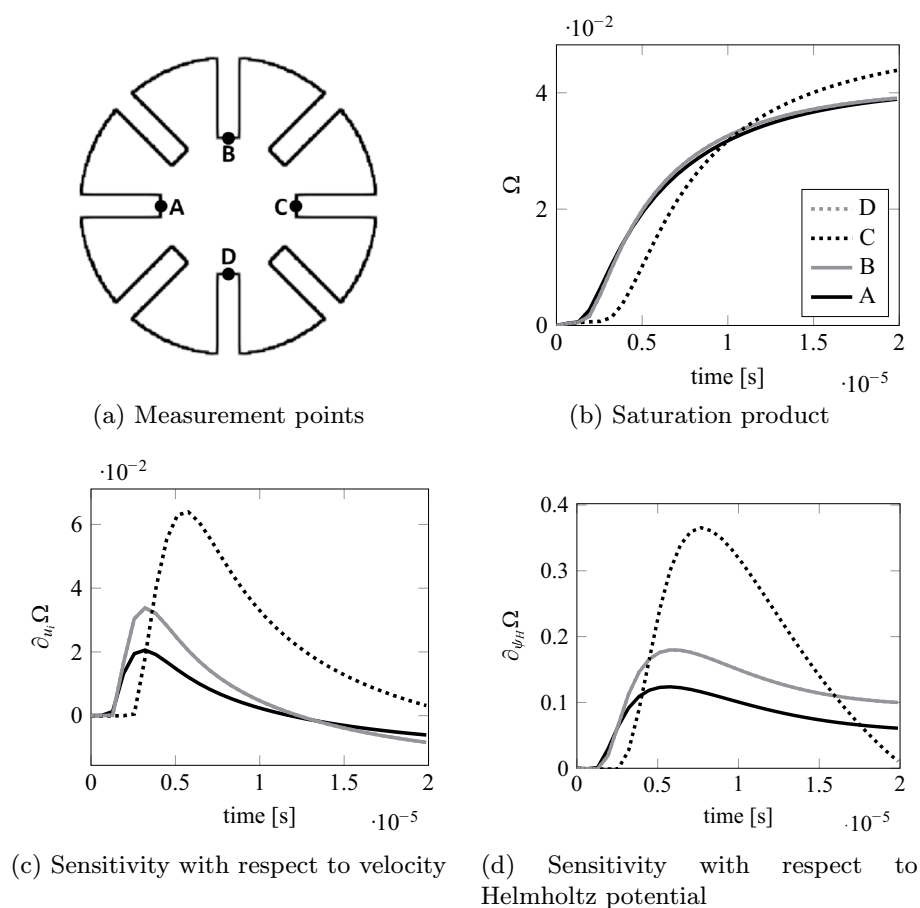 B
A
C
D
(a) Measurement points
·10⁻²
4
2
0
Ω
D
C
B
A
0 0.5 1 1.5 2
time [s]
·10⁻⁵
(b) Saturation product
·10⁻²
6
4
2
0
∂uᵢΩ
0 0.5 1 1.5 2
time [s]
·10⁻⁵
(c) Sensitivity with respect to velocity
0.4
0.3
0.2
0.1
0
∂ψ_HΩ
0 0.5 1 1.5 2
time [s]
·10⁻⁵
(d) Sensitivity with respect to
Helmholtz potential